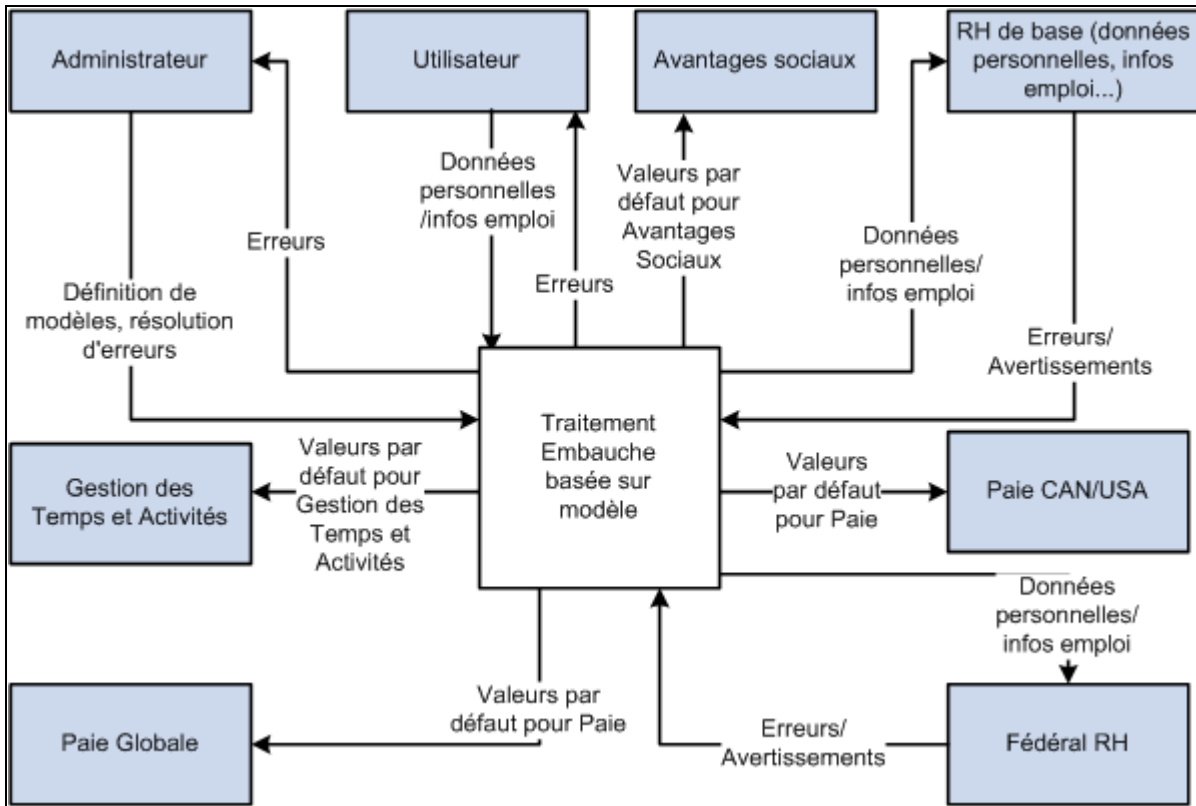 Administrateur
Utilisateur
Avantages sociaux
RH de base (données
personnelles, infos
emploi...)
Erreurs
Données
personnelles
/infos emploi
Erreurs
Valeurs par
défaut pour
Avantages
Sociaux
Données
personnelles/
infos emploi
Définition de
modèles, résolution
d'erreurs
Erreurs/
Avertissements
Gestion des
Temps et Activités
Valeurs par
défaut pour
Gestion des
Temps et
Activités
Traitement
Embauche
basée sur
modèle
Valeurs
par défaut
pour Paie
Paie CAN/USA
Données
personnelles/
infos emploi
Paie Globale
Valeurs par
défaut pour Paie
Erreurs/
Avertissements
Fédéral RH